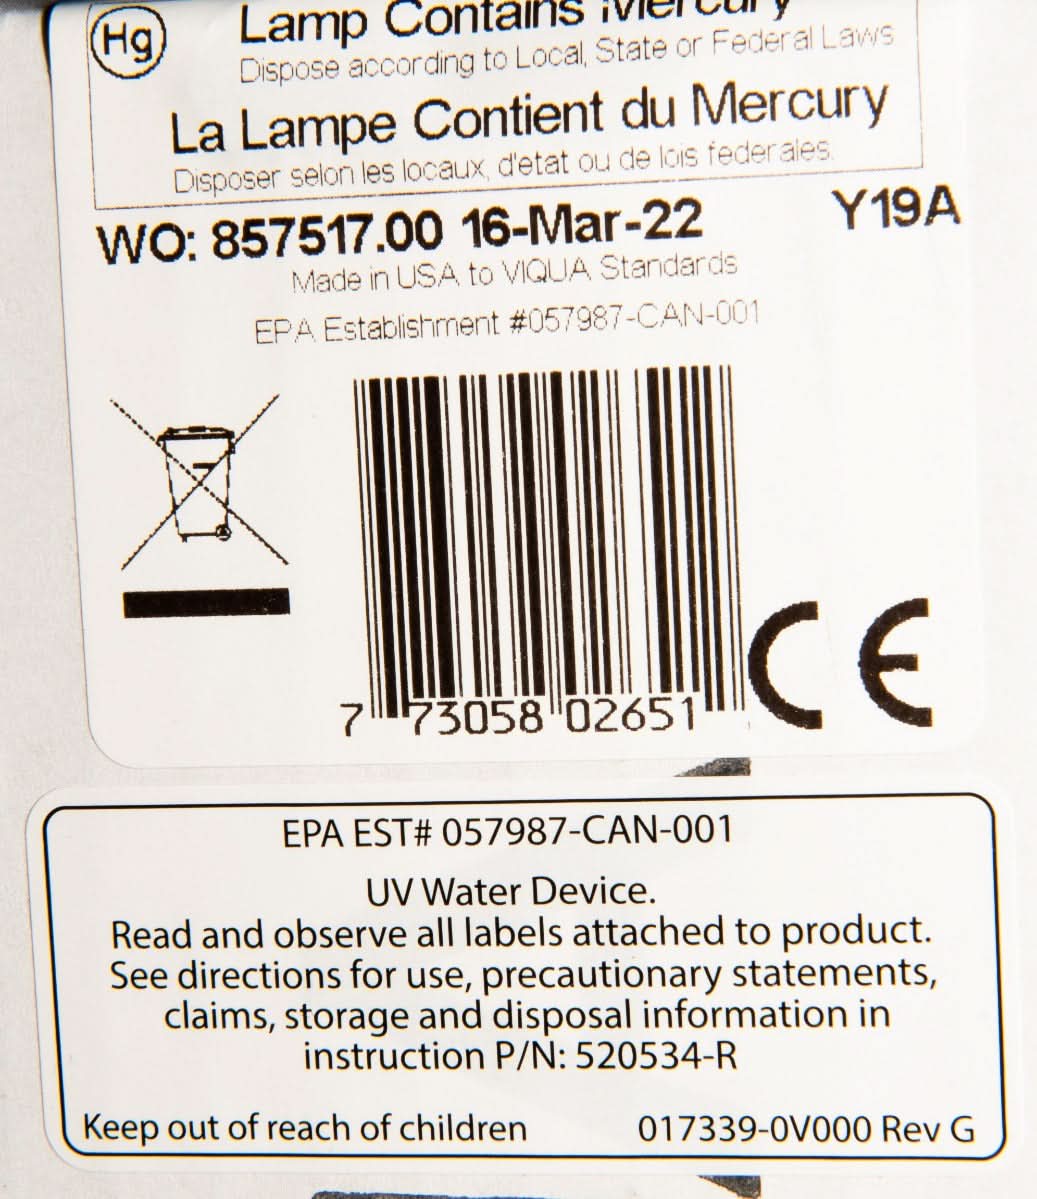 Hg
Lamp Contains Mercury
Dispose according to Local, State or Federal Laws
La Lampe Contient du Mercury
Disposer selon les locaux, d'etat ou de lois federales.
WO: 857517.00 16-Mar-22 Y19A
Made in USA to VIQUA Standards
EPA Establishment #057987-CAN-001
7 73058 02651
CE
EPA EST# 057987-CAN-001
UV Water Device.
Read and observe all labels attached to product.
See directions for use, precautionary statements,
claims, storage and disposal information in
instruction P/N: 520534-R
Keep out of reach of children 017339-0V000 Rev G